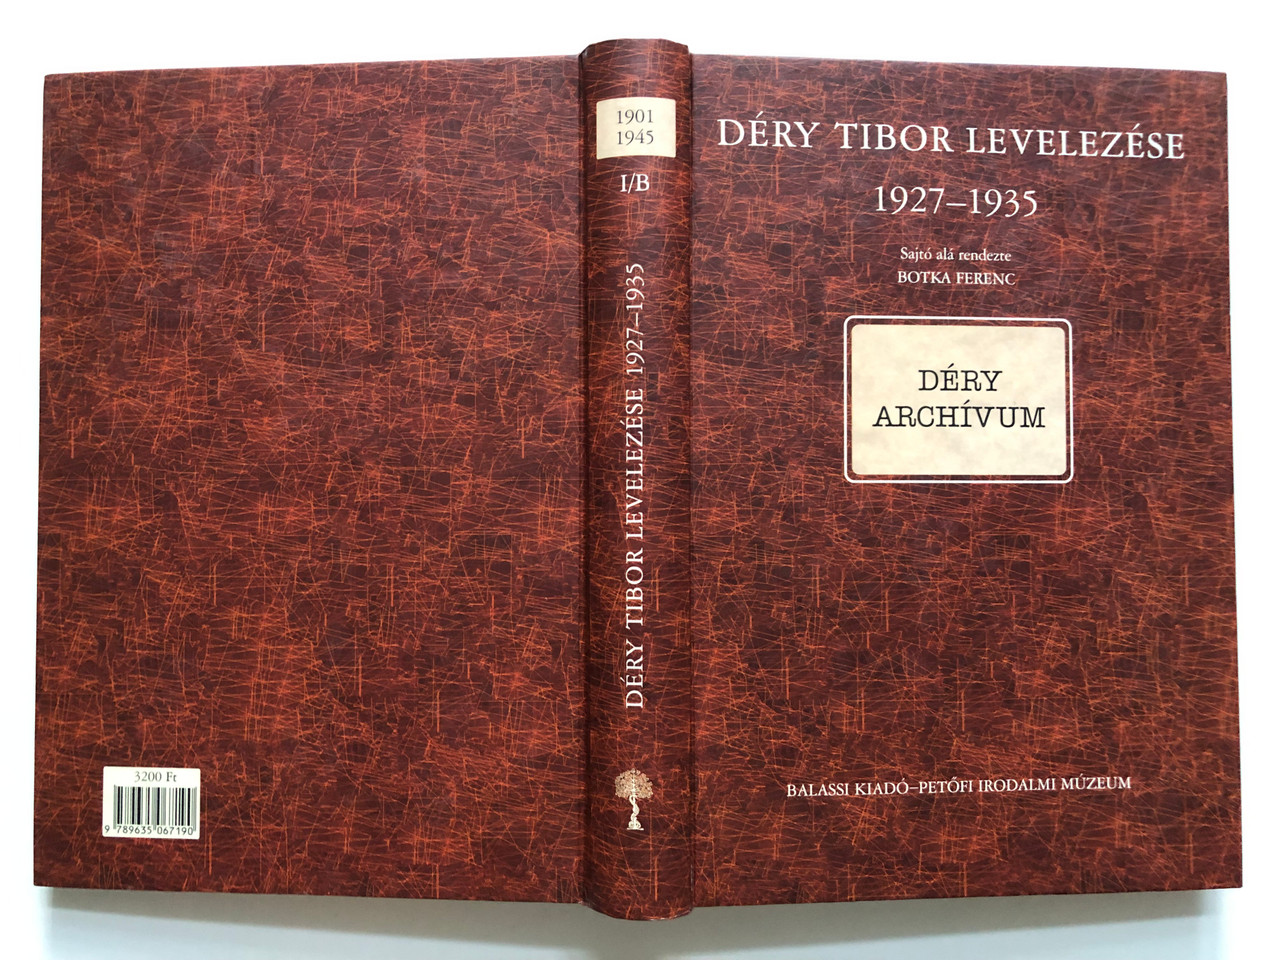 DÉRY TIBOR LEVELEZÉSE
1927–1935
Sajtó alá rendezte
BOTKA FERENC
DÉRY
ARCHÍVUM
BALASSI KIADÓ–PETŐFI IRODALMI MÚZEUM
1901
1945
I/B
DÉRY TIBOR LEVELEZÉSE 1927–1935
3200 Ft
9 789635 067190